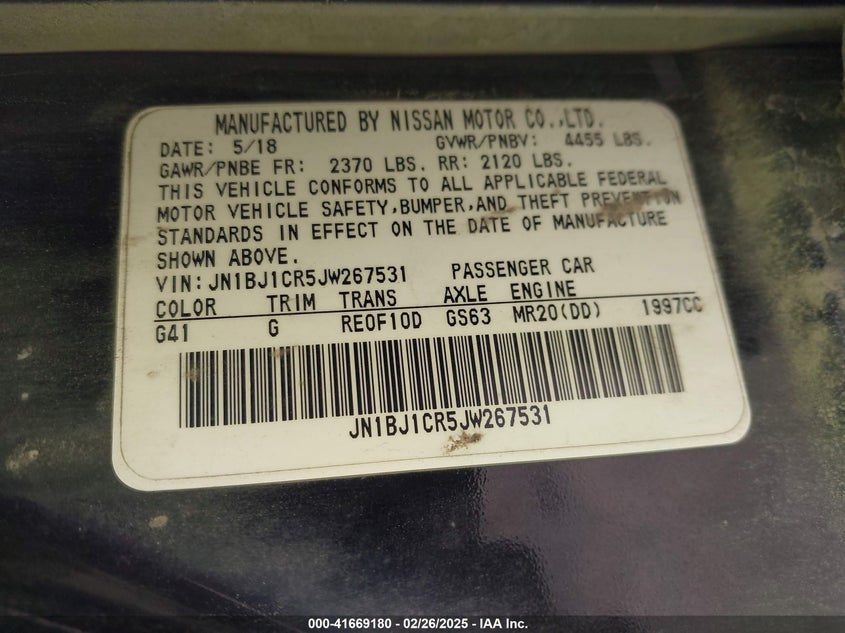 MANUFACTURED BY NISSAN MOTOR CO.,LTD.
DATE: 5/18 GVWR/PNBV: 4455 LBS.
GAWR/PNBE FR: 2370 LBS. RR: 2120 LBS.
THIS VEHICLE CONFORMS TO ALL APPLICABLE FEDERAL
MOTOR VEHICLE SAFETY,BUMPER,AND THEFT PREVENTION
STANDARDS IN EFFECT ON THE DATE OF MANUFACTURE
SHOWN ABOVE.
VIN:JN1BJ1CR5JW267531 PASSENGER CAR
COLOR TRIM TRANS AXLE ENGINE
G41 G RE0F10D GS63 MR20(DD) 1997CC
JN1BJ1CR5JW267531
000-41669180 - 02/26/2025 - IAA Inc.